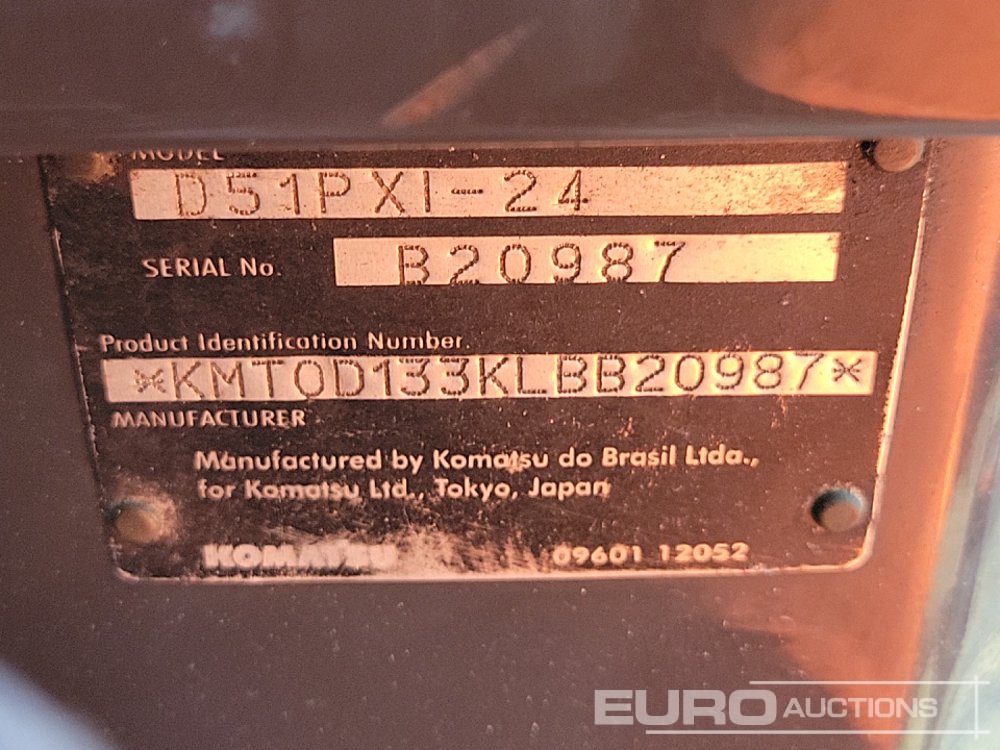 MODEL
D51PXI-24
SERIAL No. B20987
Product Identification Number.
*KMT0D133KLBB20987*
MANUFACTURER
Manufactured by Komatsu do Brasil Ltda.,
for Komatsu Ltd., Tokyo, Japan
KOMATSU 09601 12052
EURO AUCTIONS